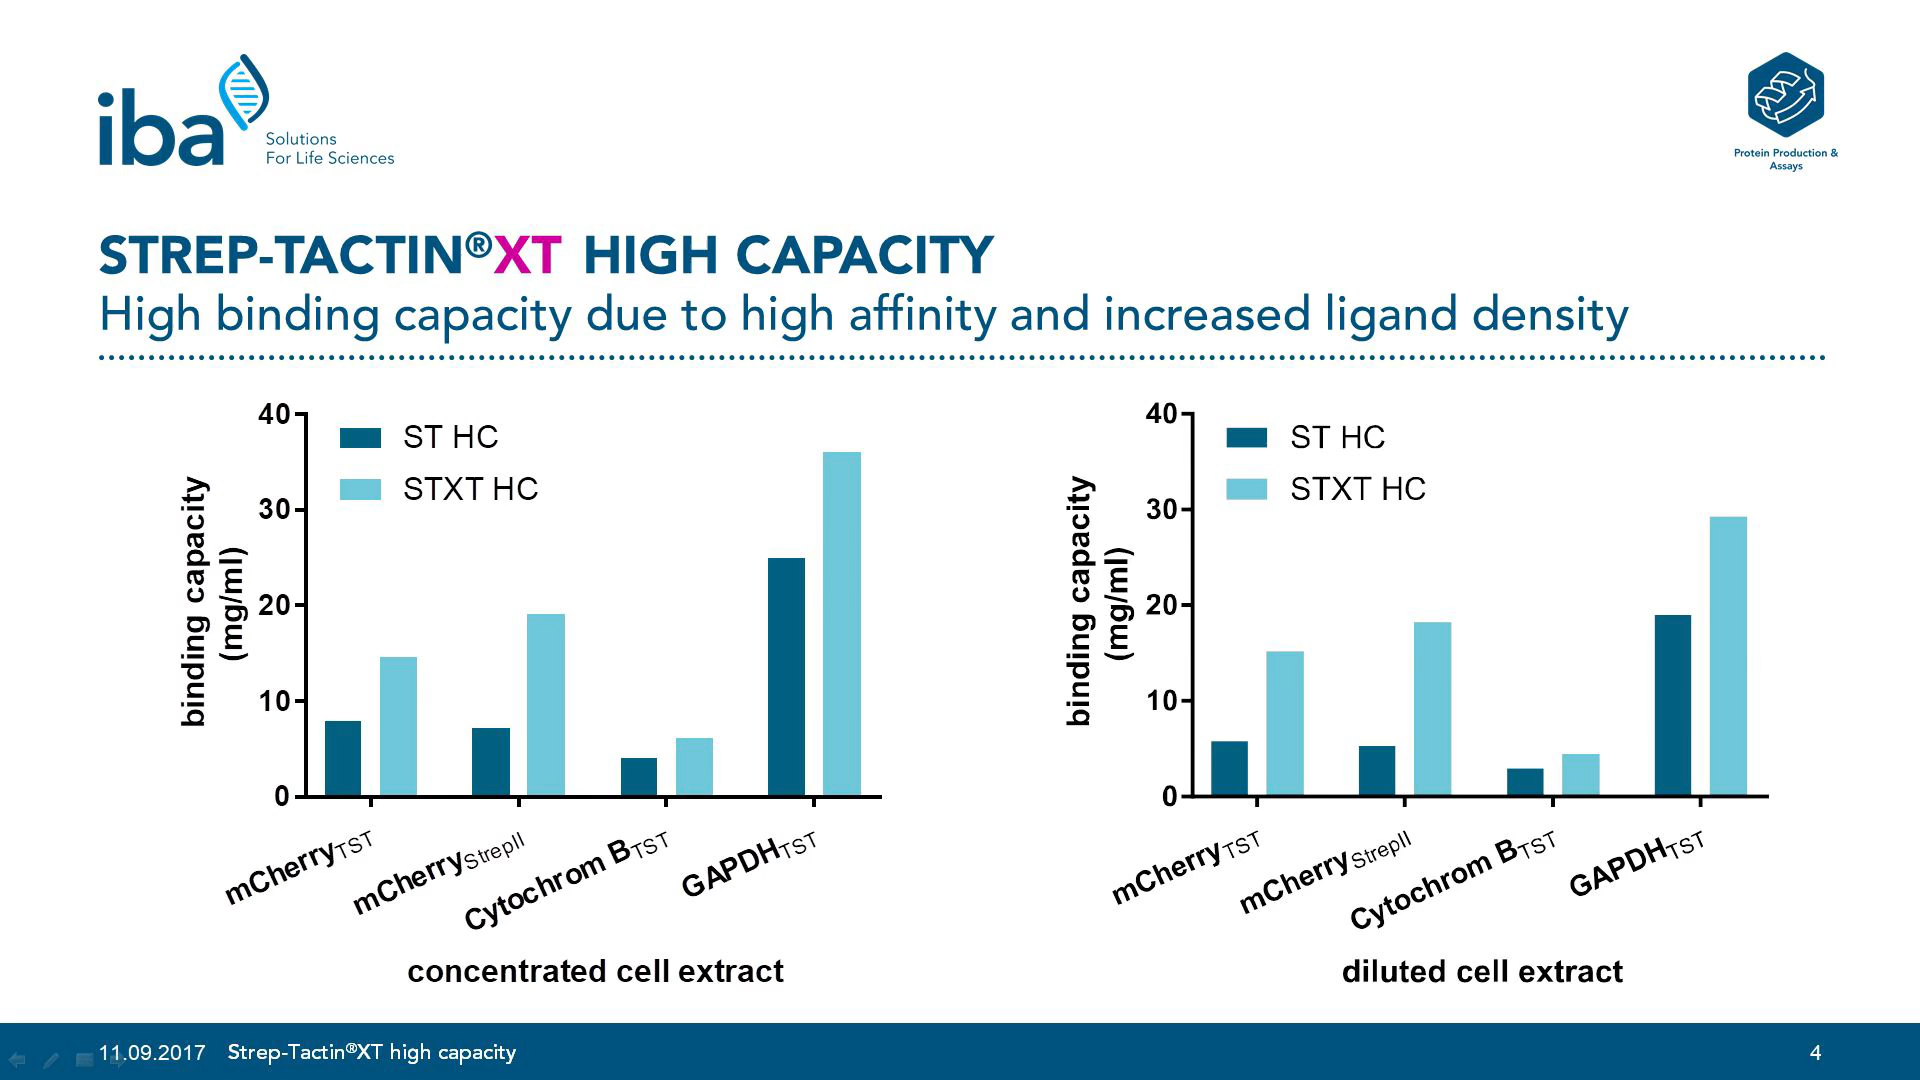 iba
Solutions
For Life Sciences
Protein Production &
Assays
STREP-TACTIN®XT HIGH CAPACITY
High binding capacity due to high affinity and increased ligand density
binding capacity
(mg/ml)
40
30
20
10
0
ST HC
STXT HC
mCherryTST
mCherryStrepII
Cytochrom BTST
GAPDHTST
concentrated cell extract
binding capacity
(mg/ml)
40
30
20
10
0
ST HC
STXT HC
mCherryTST
mCherryStrepII
Cytochrom BTST
GAPDHTST
diluted cell extract
11.09.2017 Strep-Tactin®XT high capacity
4